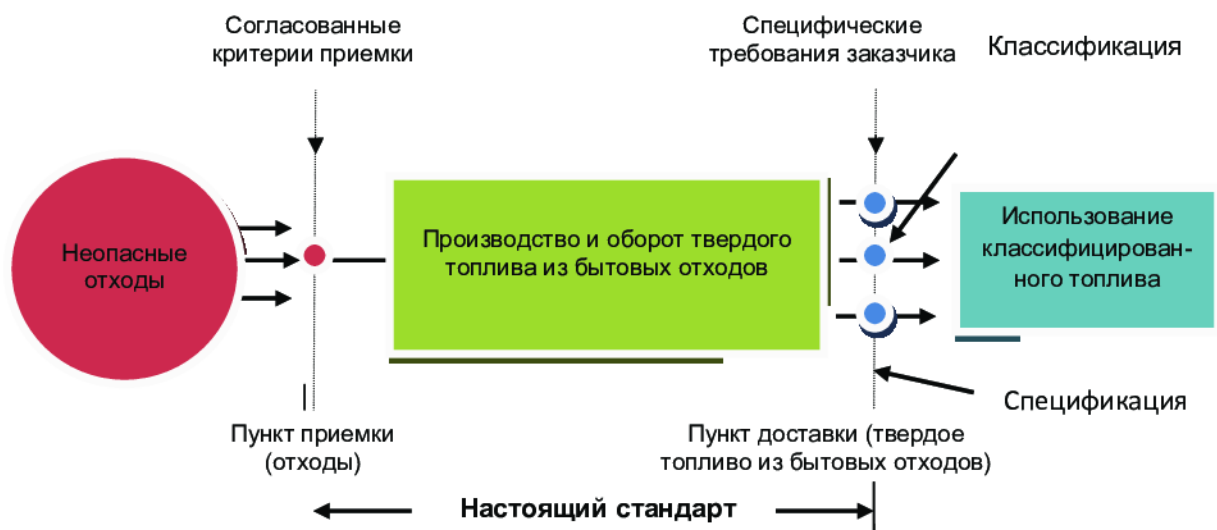 Согласованные
критерии приемки
Специфические
требования заказчика
Классификация
Неопасные
отходы
Производство и оборот твердого
топлива из бытовых отходов
Использование
классифицирован-
ного топлива
Спецификация
Пункт приемки
(отходы)
Пункт доставки (твердое
топливо из бытовых отходов)
Настоящий стандарт